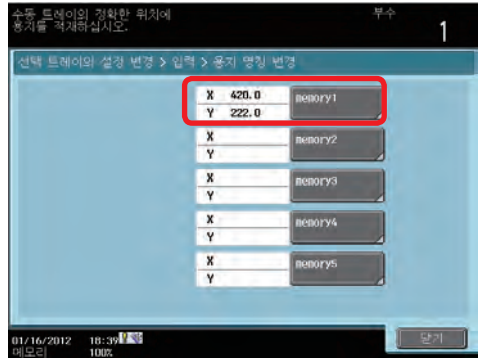 수동 트레이의 정확한 위치에
용지를 적재하십시오.
부수
1
선택 트레이의 설정 변경 > 입력 > 용지 명칭 변경
X 420.0
Y 222.0
memory1
X
Y
memory2
X
Y
memory3
X
Y
memory4
X
Y
memory5
01/16/2012 18:39
메모리 100%
닫기